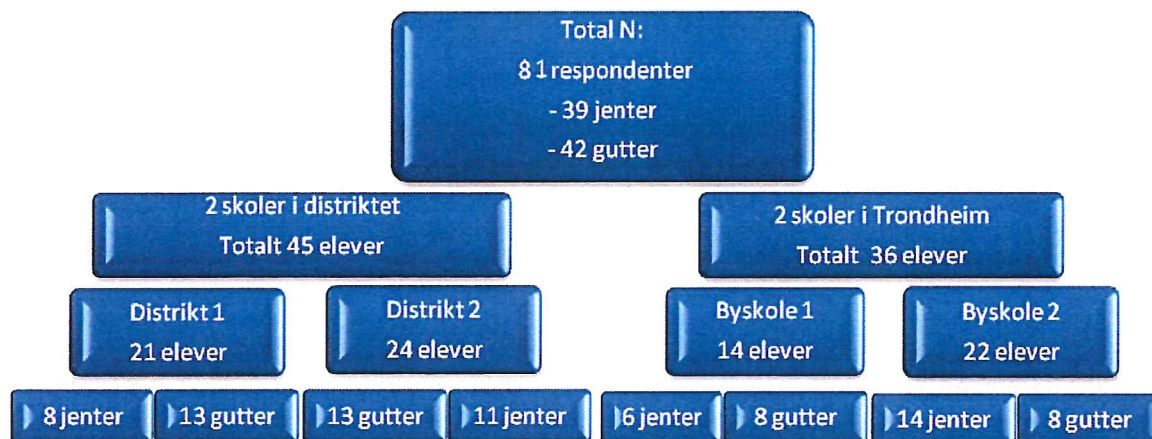 Total N:
81 respondenter
- 39 jenter
- 42 gutter
2 skoler i distriktet
Totalt 45 elever
2 skoler i Trondheim
Totalt 36 elever
Distrikt 1
21 elever
Distrikt 2
24 elever
Byskole 1
14 elever
Byskole 2
22 elever
8 jenter
13 gutter
13 gutter
11 jenter
6 jenter
8 gutter
14 jenter
8 gutter